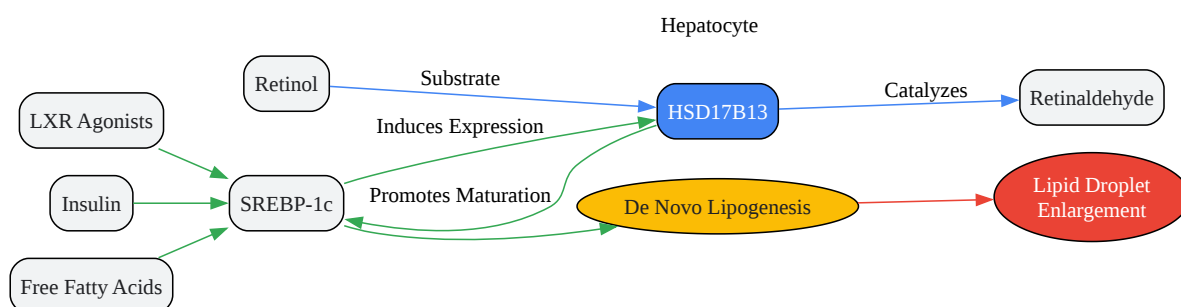 Hepatocyte
Retinol
Substrate
HSD17B13
Catalyzes
Retinaldehyde
LXR Agonists
Induces Expression
Insulin
SREBP-1c
Promotes Maturation
De Novo Lipogenesis
Lipid Droplet
Enlargement
Free Fatty Acids